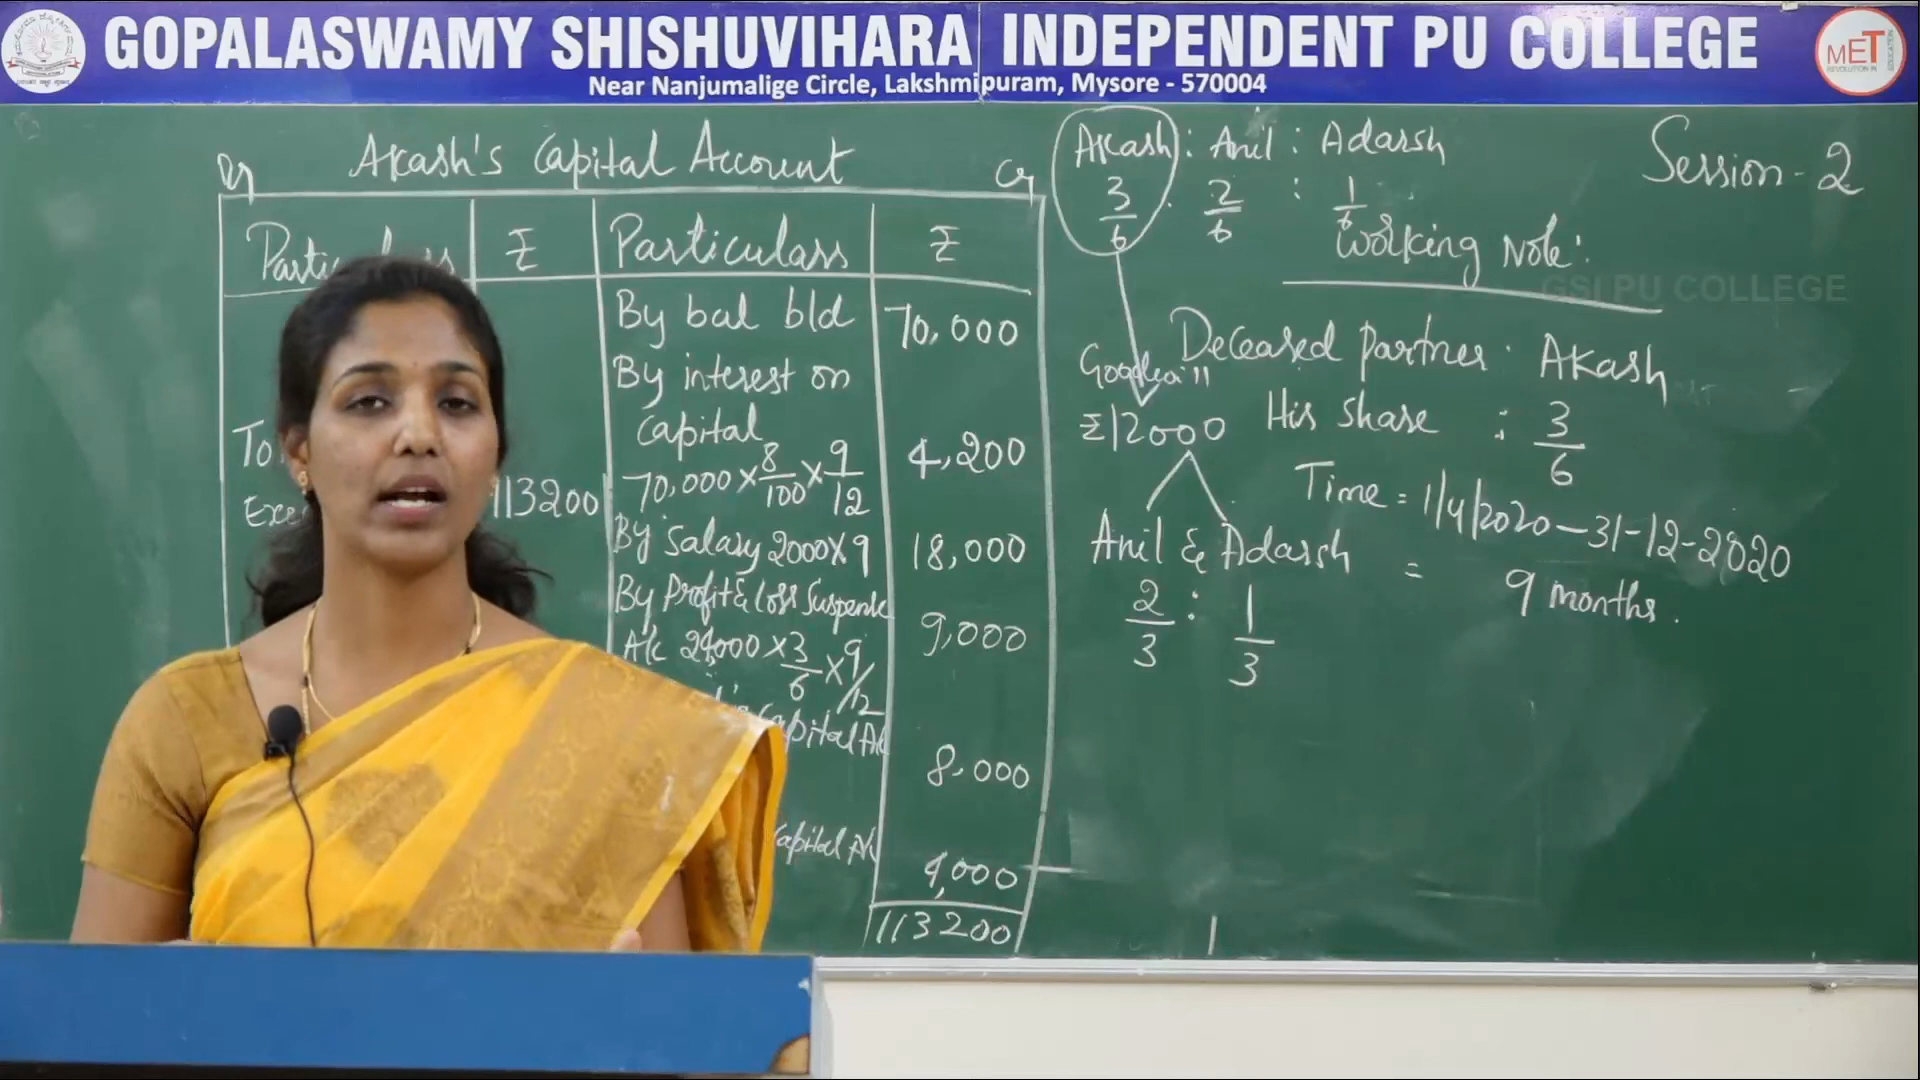 GOPALASWAMY SHISHUVIHARA INDEPENDENT PU COLLEGE
Near Nanjumalige Circle, Lakshmipuram, Mysore - 570004
MET
Session - 2
Akash's Capital Account
Dr
Cr
₹
Particulars
₹
By bal b/d
70,000
By interest on
Capital
4,200
70,000 × 8/100 × 9/12
To
113200
By Salary 2000×9
18,000
By Profit & Loss Suspense
A/c 24,000 × 3/6 × 9/12
9,000
Capital A/c
8,000
Capital A/c
4,000
113200
Akash : Anil : Adarsh
3/6 : 2/6 : 1/6
Working Note:
GSI PU COLLEGE
Deceased partner : Akash
Goodwill
₹12000
His share : 3/6
Time = 1/4/2020 – 31-12-2020
= 9 months.
Anil & Adarsh
2/3 : 1/3